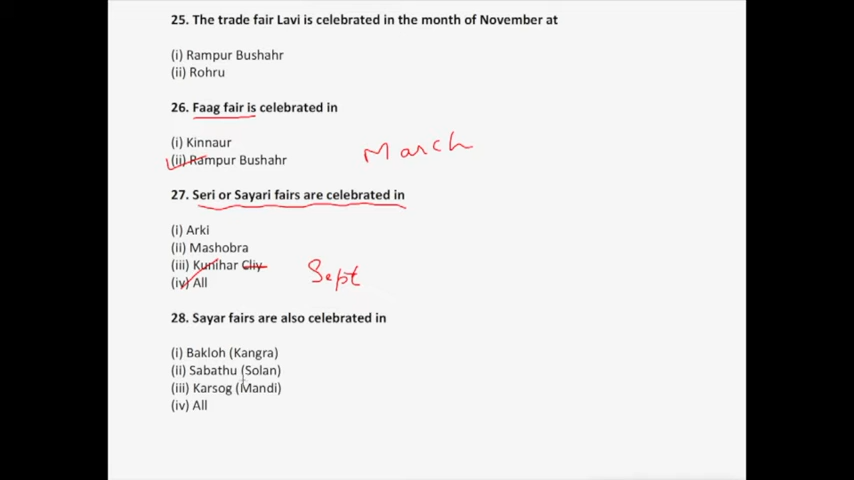 25. The trade fair Lavi is celebrated in the month of November at
(i) Rampur Bushahr
(ii) Rohru
26. Faag fair is celebrated in
(i) Kinnaur
(ii) Rampur Bushahr
March
27. Seri or Sayari fairs are celebrated in
(i) Arki
(ii) Mashobra
(iii) Kunihar Cliy
(iv) All
Sept
28. Sayar fairs are also celebrated in
(i) Bakloh (Kangra)
(ii) Sabathu (Solan)
(iii) Karsog (Mandi)
(iv) All